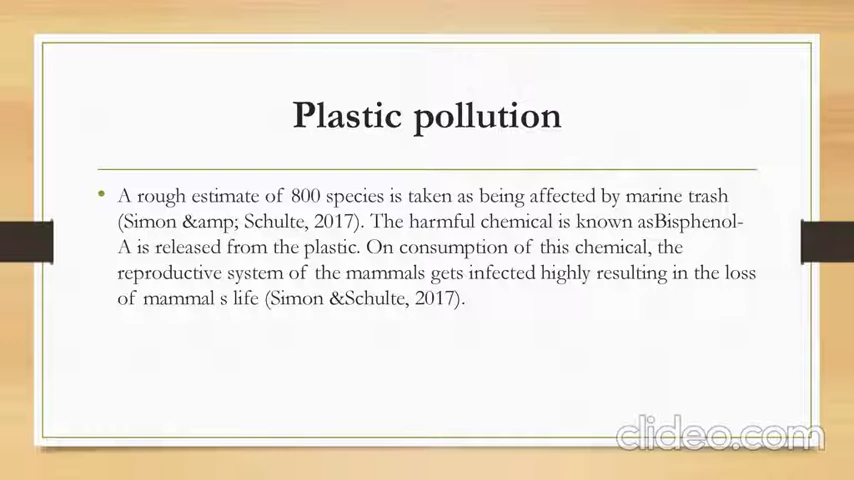 Plastic pollution
• A rough estimate of 800 species is taken as being affected by marine trash
(Simon &amp; Schulte, 2017). The harmful chemical is known asBisphenol-
A is released from the plastic. On consumption of this chemical, the
reproductive system of the mammals gets infected highly resulting in the loss
of mammal s life (Simon &Schulte, 2017).
clideo.com